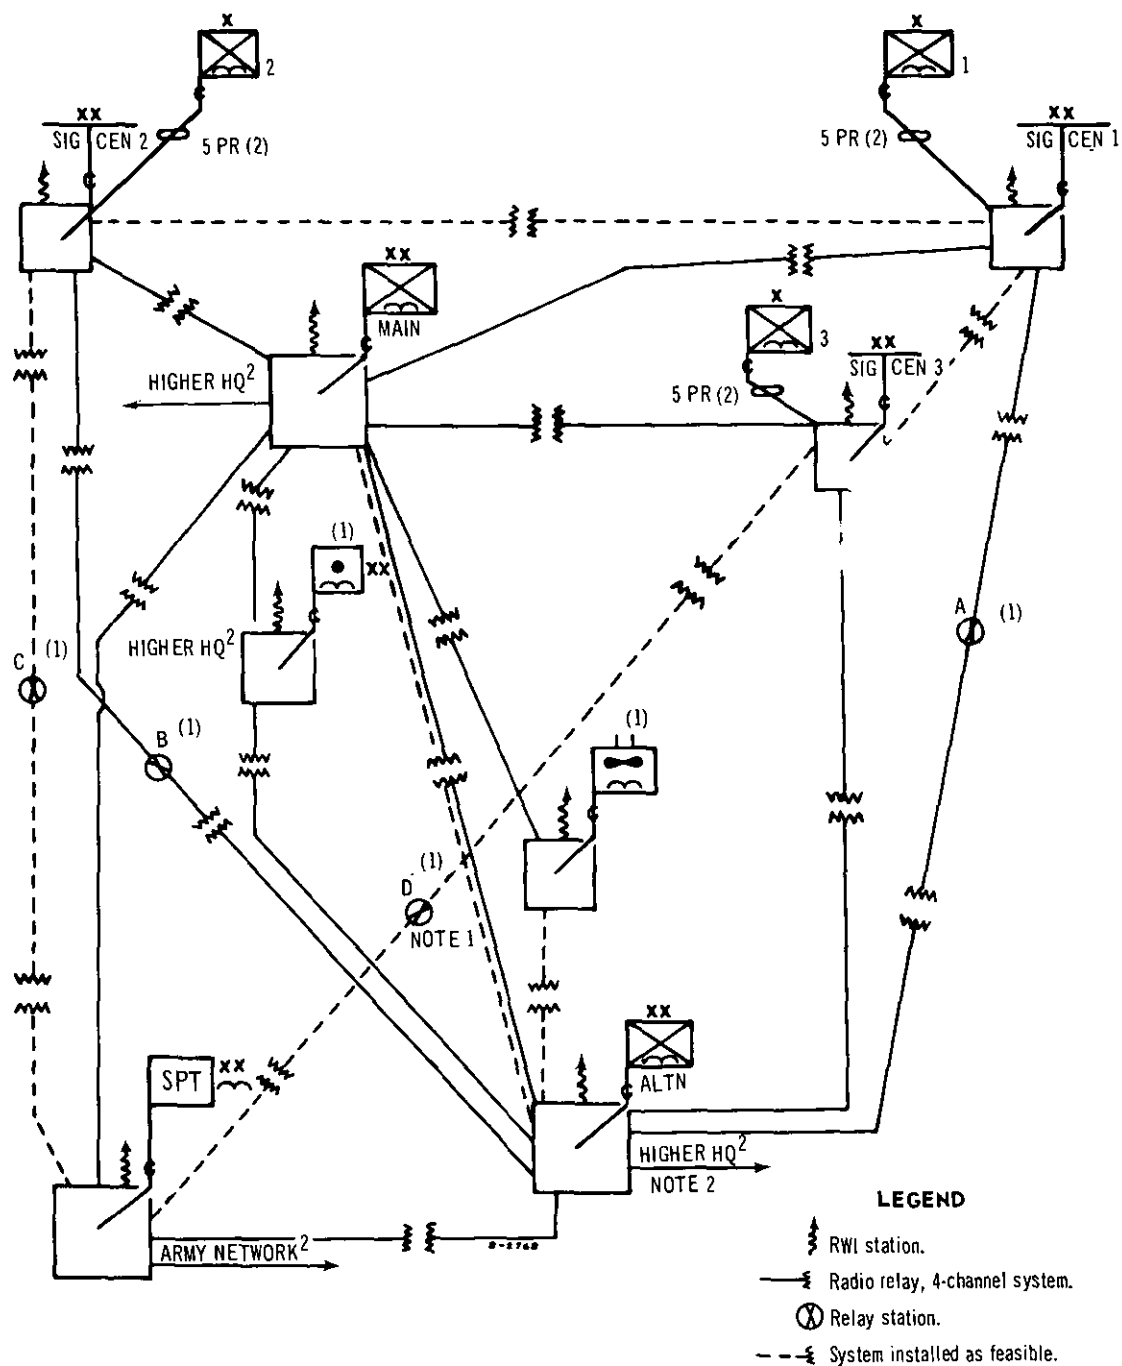 X
X
2
1
XX
SIG CEN 2
5 PR (2)
5 PR (2)
XX
SIG CEN 1
XX
MAIN
X
3
XX
SIG CEN 3
HIGHER HQ²
5 PR (2)
(1)
XX
HIGHER HQ²
A (1)
C (1)
B (1)
(1)
D (1)
NOTE 1
XX
ALTN
SPT
XX
HIGHER HQ²
NOTE 2
ARMY NETWORK²
LEGEND
RWI station.
Radio relay, 4-channel system.
Relay station.
System installed as feasible.